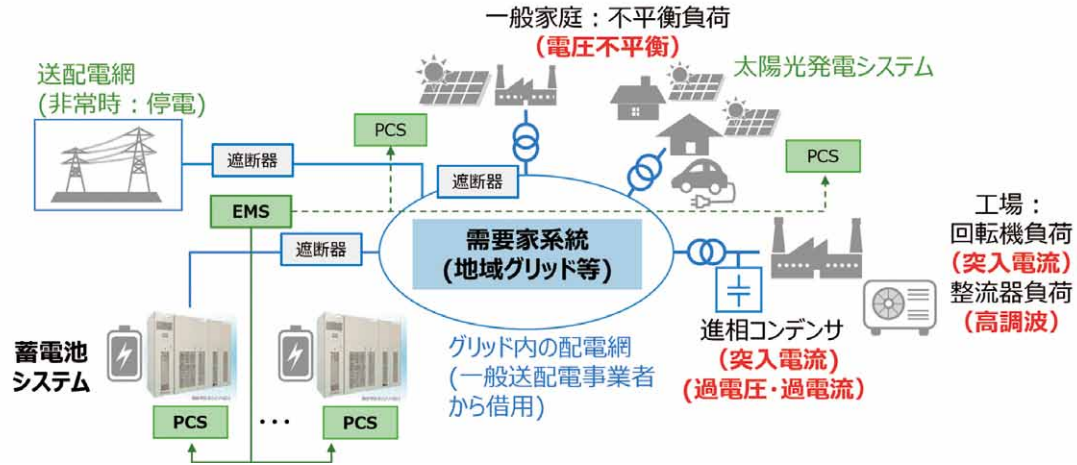 一般家庭：不平衡負荷
（電圧不平衡）
送配電網
(非常時：停電)
太陽光発電システム
PCS
PCS
遮断器
遮断器
EMS
遮断器
需要家系統
(地域グリッド等)
工場：
回転機負荷
（突入電流）
整流器負荷
（高調波）
進相コンデンサ
（突入電流）
（過電圧・過電流）
グリッド内の配電網
(一般送配電事業者
から借用)
蓄電池
システム
PCS
･･･
PCS